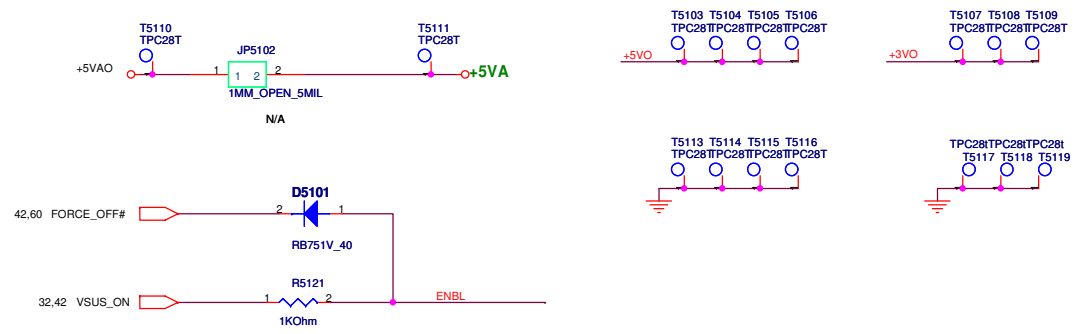 T5110
TPC28T
T5111
TPC28T
JP5102
+5VAO
1
1
2
2
+5VA
1MM_OPEN_5MIL
N/A
T5103 T5104 T5105 T5106
TPC28TTPC28TTPC28TTPC28T
+5VO
T5107 T5108 T5109
TPC28TTPC28TTPC28T
+3VO
T5113 T5114 T5115 T5116
TPC28TTPC28TTPC28TTPC28T
TPC28tTPC28tTPC28t
T5117 T5118 T5119
D5101
42,60 FORCE_OFF#
2
1
RB751V_40
R5121
32,42 VSUS_ON
1
2
ENBL
1KOhm